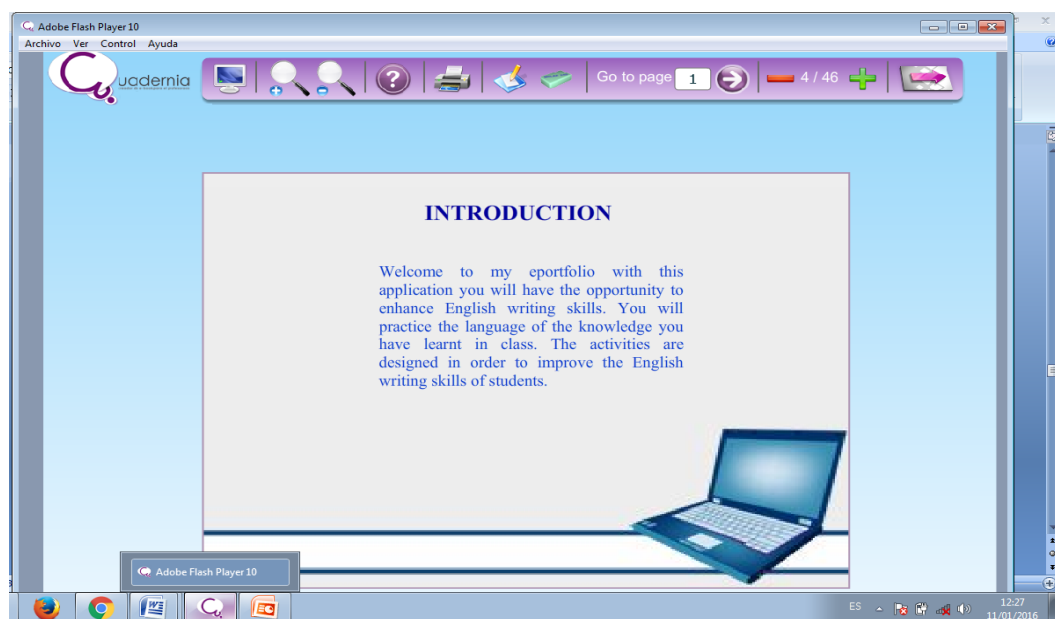 Adobe Flash Player 10
Archivo Ver Control Ayuda
Cuadernia
Go to page 1 4 / 46
INTRODUCTION
Welcome to my eportfolio with this
application you will have the opportunity to
enhance English writing skills. You will
practice the language of the knowledge you
have learnt in class. The activities are
designed in order to improve the English
writing skills of students.
Adobe Flash Player 10
ES 12:27
11/01/2016